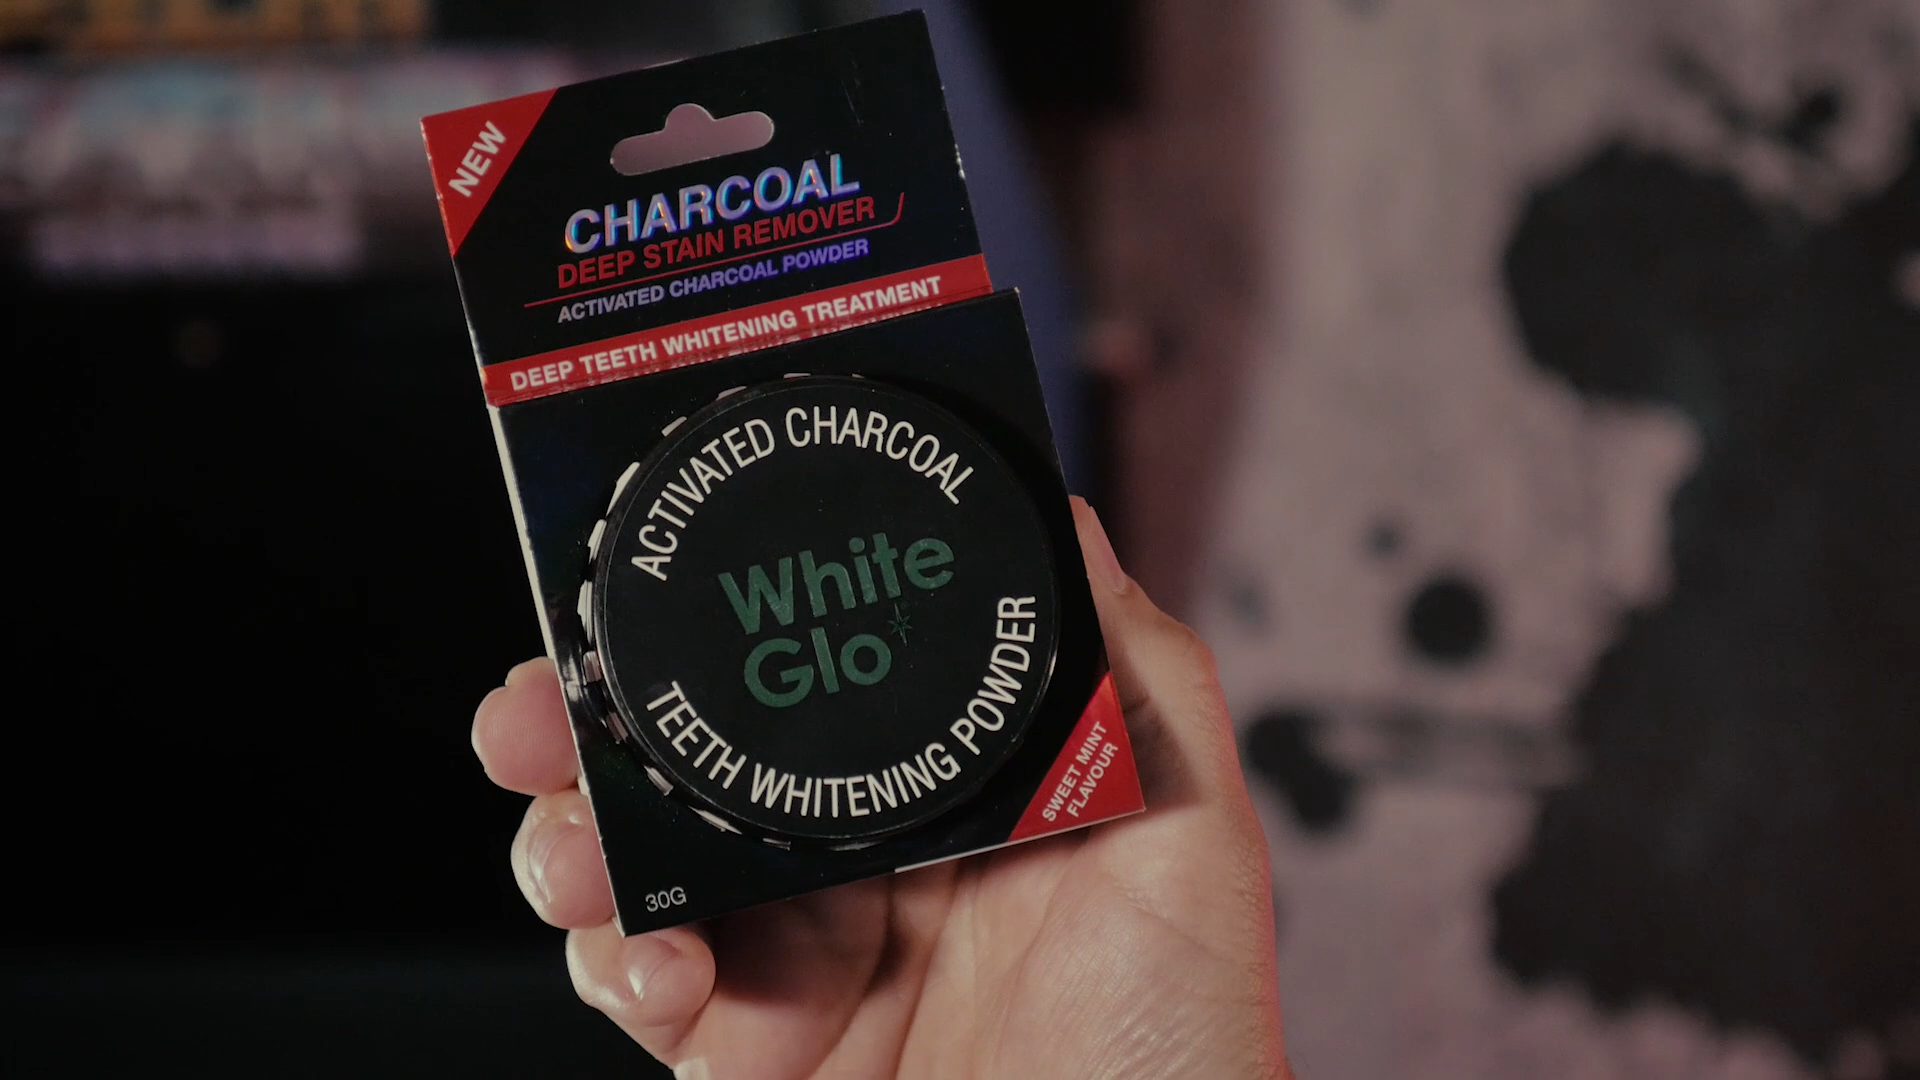 NEW
CHARCOAL
DEEP STAIN REMOVER
ACTIVATED CHARCOAL POWDER
DEEP TEETH WHITENING TREATMENT
ACTIVATED CHARCOAL
White
Glo
TEETH WHITENING POWDER
SWEET MINT
FLAVOUR
30G